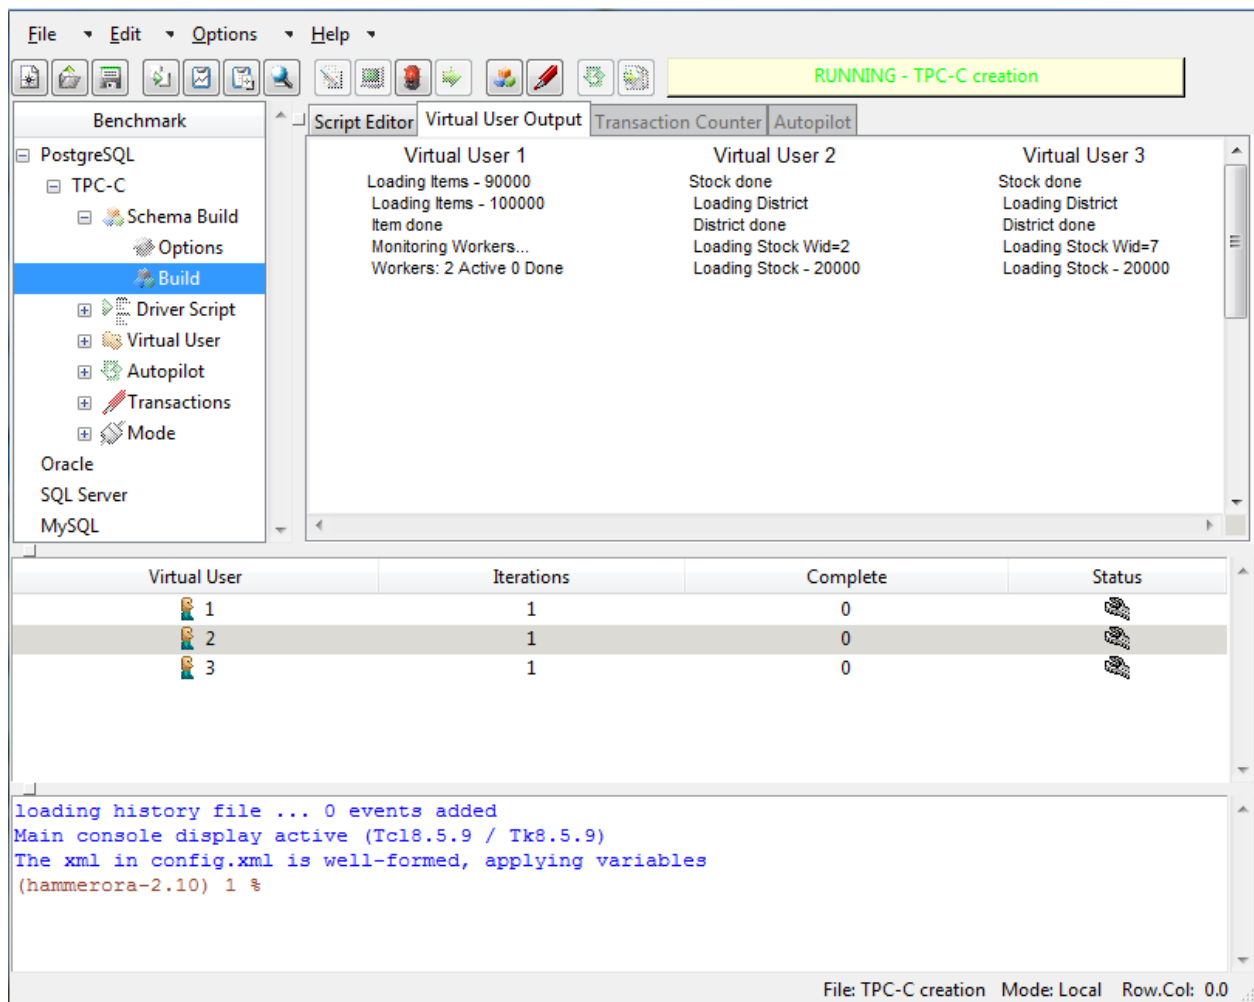 File Edit Options Help
RUNNING - TPC-C creation
Benchmark
PostgreSQL
TPC-C
Schema Build
Options
Build
Driver Script
Virtual User
Autopilot
Transactions
Mode
Oracle
SQL Server
MySQL
Script Editor Virtual User Output Transaction Counter Autopilot
Virtual User 1
Loading Items - 90000
Loading Items - 100000
Item done
Monitoring Workers...
Workers: 2 Active 0 Done
Virtual User 2
Stock done
Loading District
District done
Loading Stock Wid=2
Loading Stock - 20000
Virtual User 3
Stock done
Loading District
District done
Loading Stock Wid=7
Loading Stock - 20000
Virtual User Iterations Complete Status
1 1 0
2 1 0
3 1 0
loading history file ... 0 events added
Main console display active (Tcl8.5.9 / Tk8.5.9)
The xml in config.xml is well-formed, applying variables
(hammerora-2.10) 1 %
File: TPC-C creation Mode: Local Row.Col: 0.0